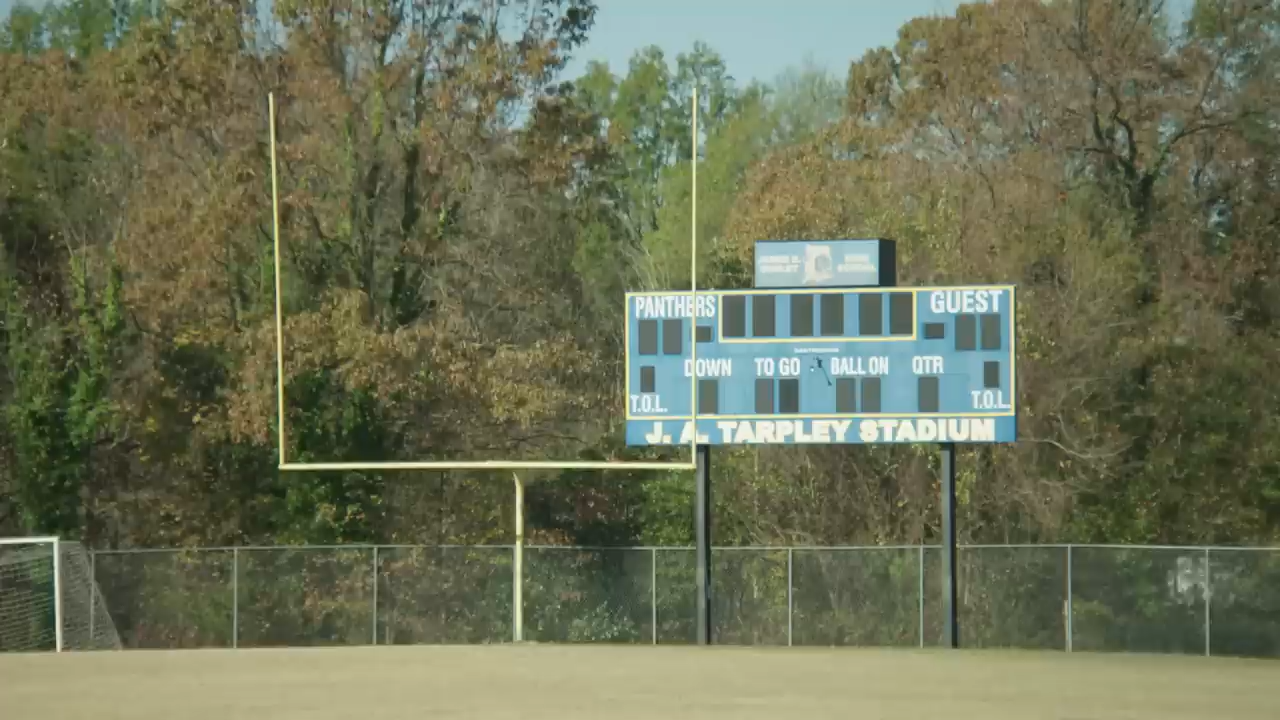 PANTHERS GUEST
DOWN TO GO BALL ON QTR
T.O.L. T.O.L.
J. A. TARPLEY STADIUM